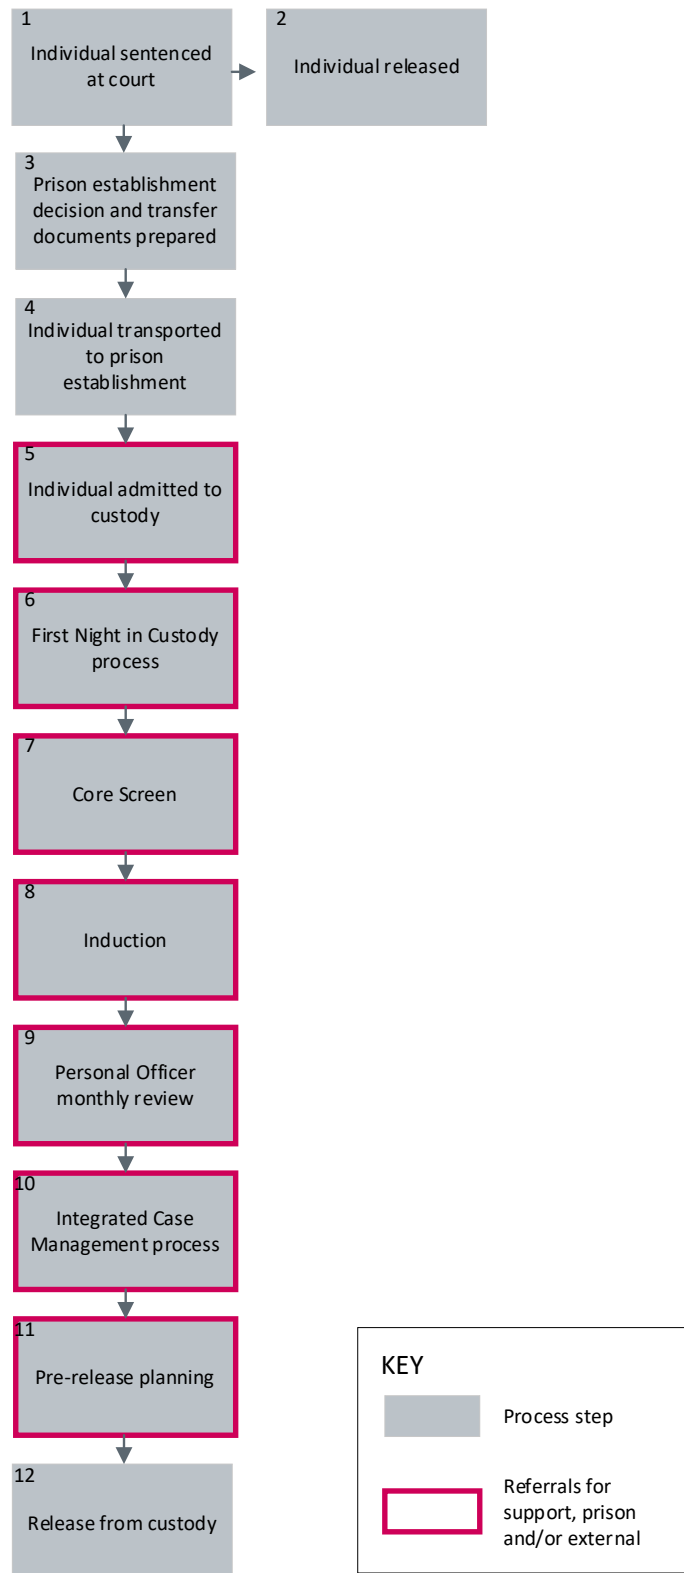 1
Individual sentenced
at court
2
Individual released
3
Prison establishment
decision and transfer
documents prepared
4
Individual transported
to prison
establishment
5
Individual admitted to
custody
6
First Night in Custody
process
7
Core Screen
8
Induction
9
Personal Officer
monthly review
10
Integrated Case
Management process
11
Pre-release planning
12
Release from custody
KEY
Process step
Referrals for
support, prison
and/or external